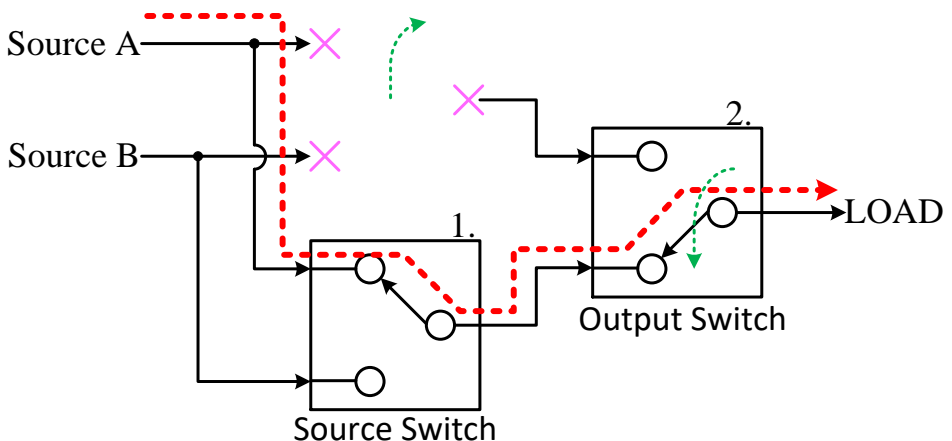 Source A
Source B
2.
LOAD
1.
Output Switch
Source Switch